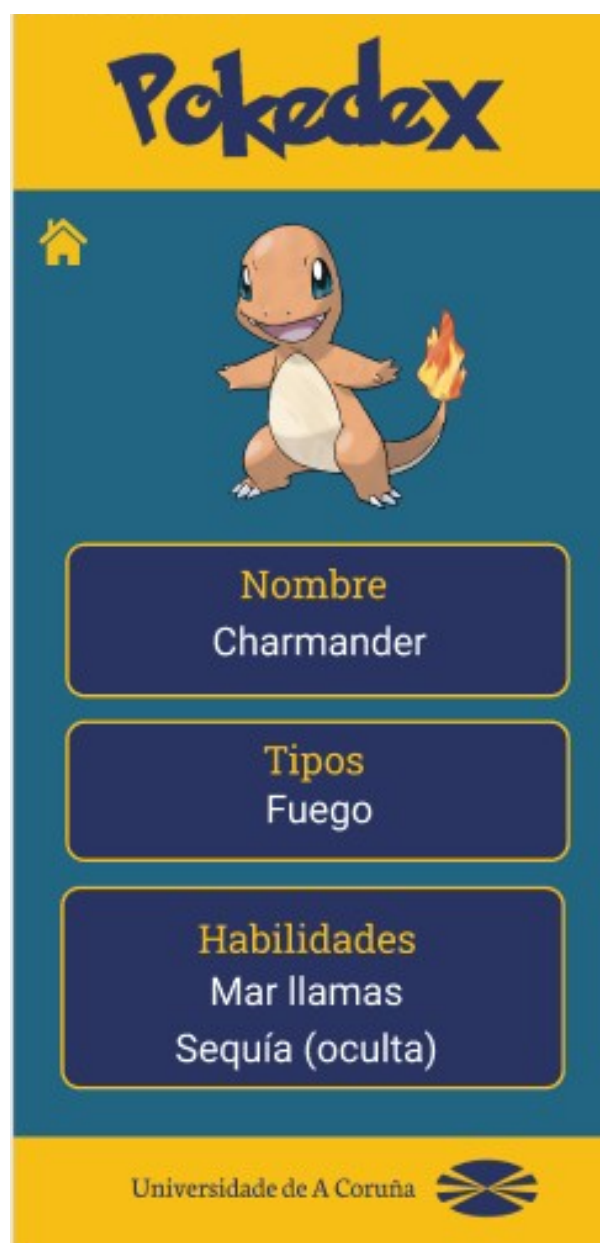 Pokedex
Nombre
Charmander
Tipos
Fuego
Habilidades
Mar llamas
Sequía (oculta)
Universidade de A Coruña